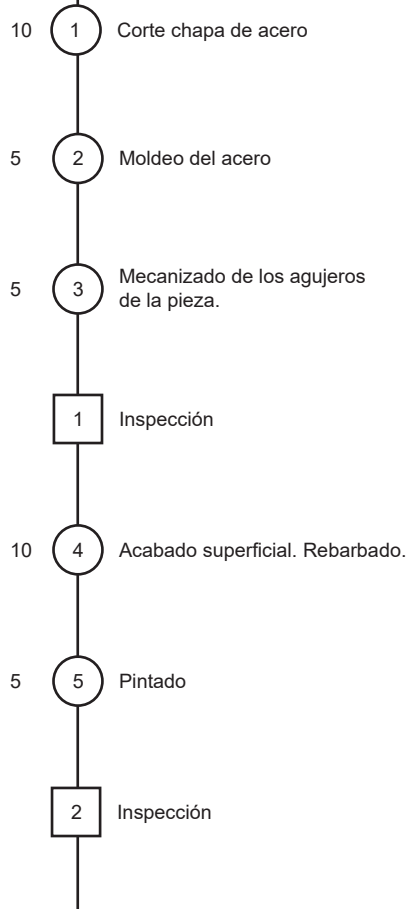 10 1 Corte chapa de acero
5 2 Moldeo del acero
5 3 Mecanizado de los agujeros
de la pieza.
1 Inspección
10 4 Acabado superficial. Rebarbado.
5 5 Pintado
2 Inspección